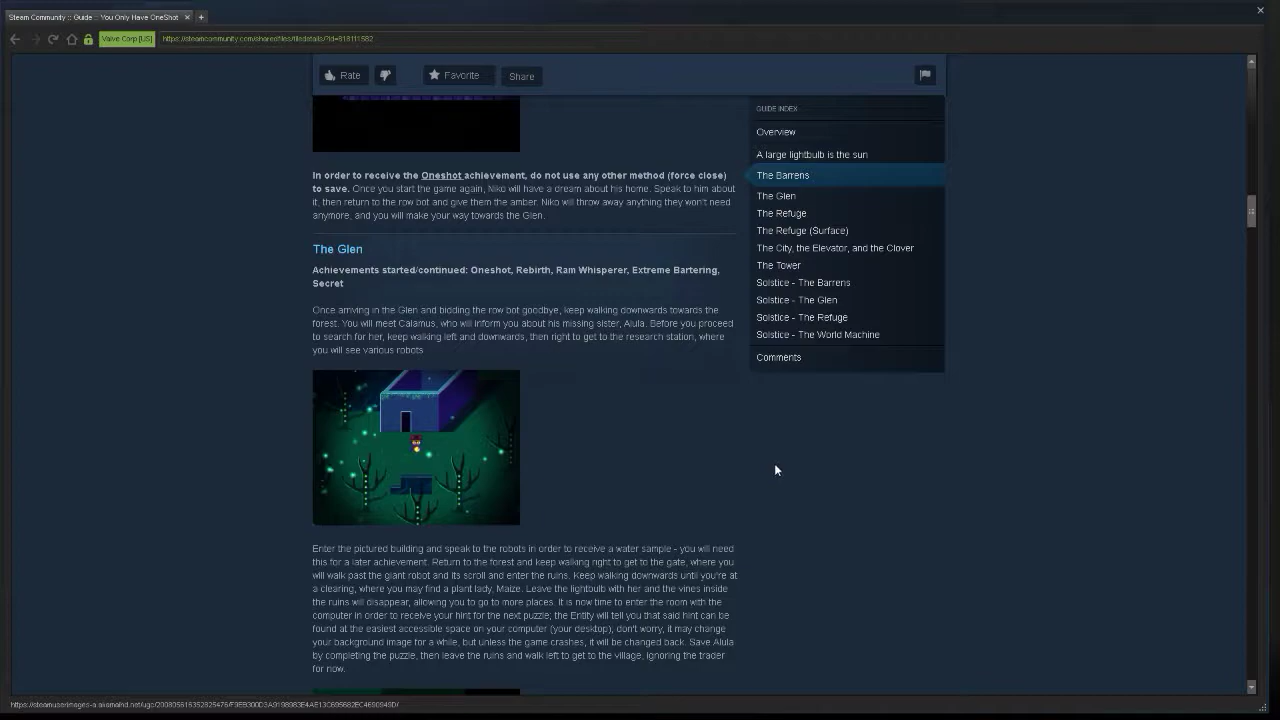 Steam Community :: Guide :: You Only Have OneShot
Valve Corp [US]
Rate
Favorite
Share
GUIDE INDEX
Overview
A large lightbulb is the sun
The Barrens
The Glen
The Refuge
The Refuge (Surface)
The City, the Elevator, and the Clover
The Tower
Solstice - The Barrens
Solstice - The Glen
Solstice - The Refuge
Solstice - The World Machine
Comments
In order to receive the Oneshot achievement, do not use any other method (force close)
to save. Once you start the game again, Niko will have a dream about his home. Speak to him about
it, then return to the row bot and give them the amber. Niko will throw away anything they won't need
anymore, and you will make your way towards the Glen.
The Glen
Achievements started/continued: Oneshot, Rebirth, Ram Whisperer, Extreme Bartering,
Secret
Once arriving in the Glen and bidding the row bot goodbye, keep walking downwards towards the
forest. You will meet Calamus, who will inform you about his missing sister, Alula. Before you proceed
to search for her, keep walking left and downwards, then right to get to the research station, where
you will see various robots
Enter the pictured building and speak to the robots in order to receive a water sample - you will need
this for a later achievement. Return to the forest and keep walking right to get to the gate, where you
will walk past the giant robot and its scroll and enter the ruins. Keep walking downwards until you're at
a clearing, where you may find a plant lady, Maize. Leave the lightbulb with her and the vines inside
the ruins will disappear, allowing you to go to more places. It is now time to enter the room with the
computer in order to receive your hint for the next puzzle; the Entity will tell you that said hint can be
found at the easiest accessible space on your computer (your desktop); don't worry, it may change
your background image for a while, but unless the game crashes, it will be changed back. Save Alula
by completing the puzzle, then leave the ruins and walk left to get to the village, ignoring the trader
for now.